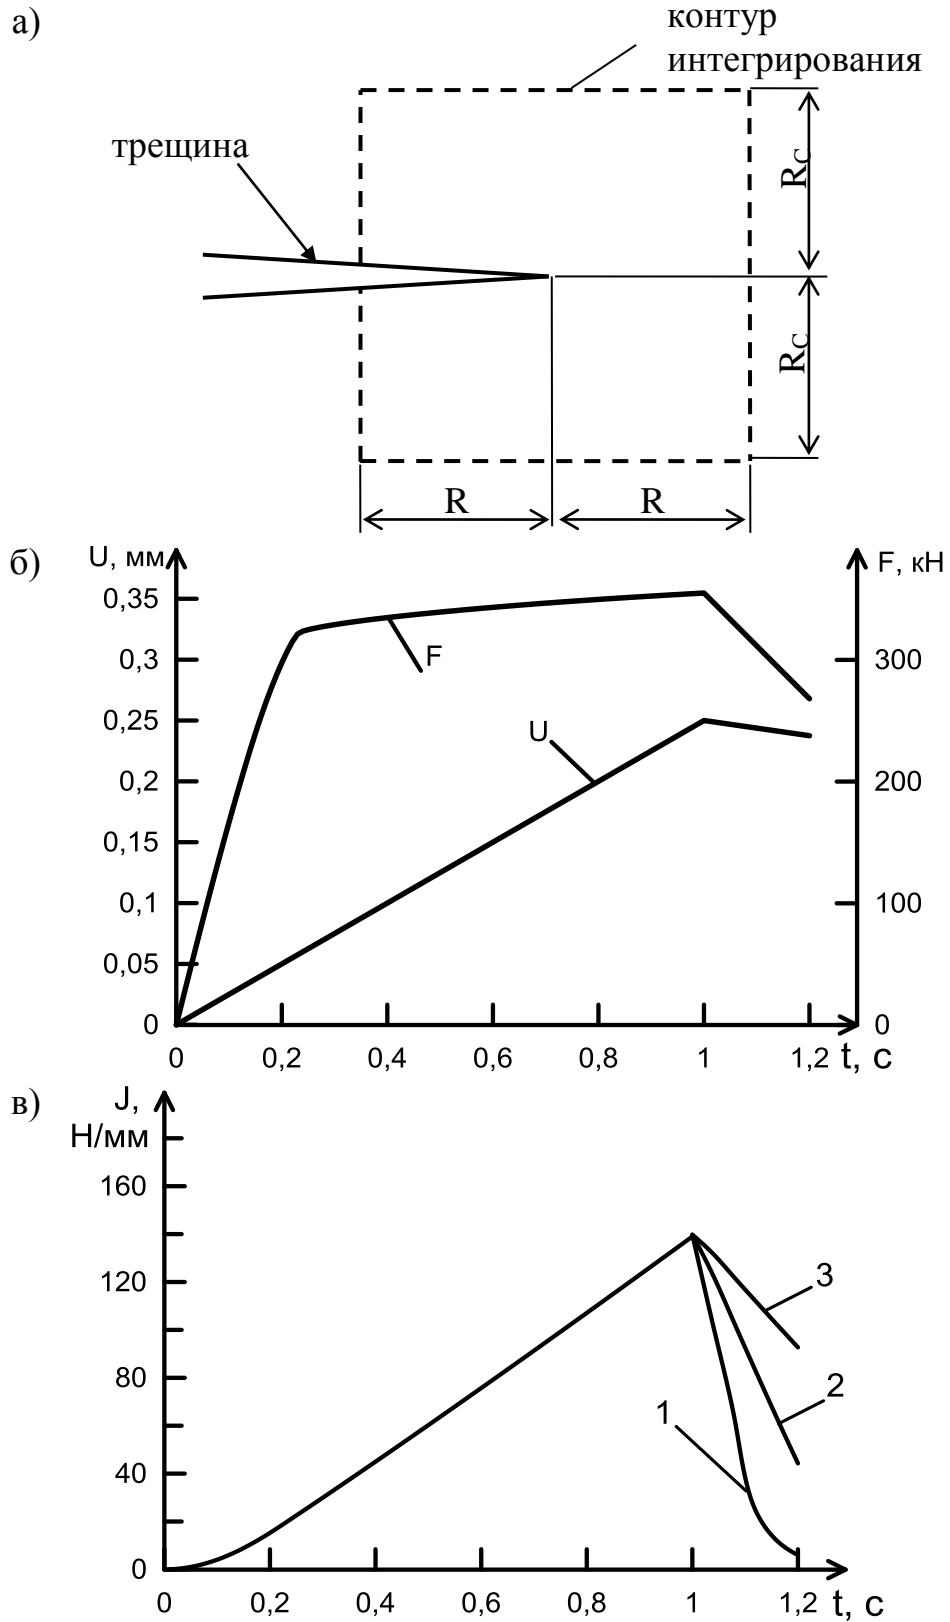 а)
контур
интегрирования
трещина
RC
RC
R
R
б)
U, мм
F, кН
0,35
0,3
0,25
0,2
0,15
0,1
0,05
0
F
U
300
200
100
0
0
0,2
0,4
0,6
0,8
1
1,2
t, с
в)
J,
Н/мм
160
120
80
40
0
3
2
1
0
0,2
0,4
0,6
0,8
1
1,2
t, с